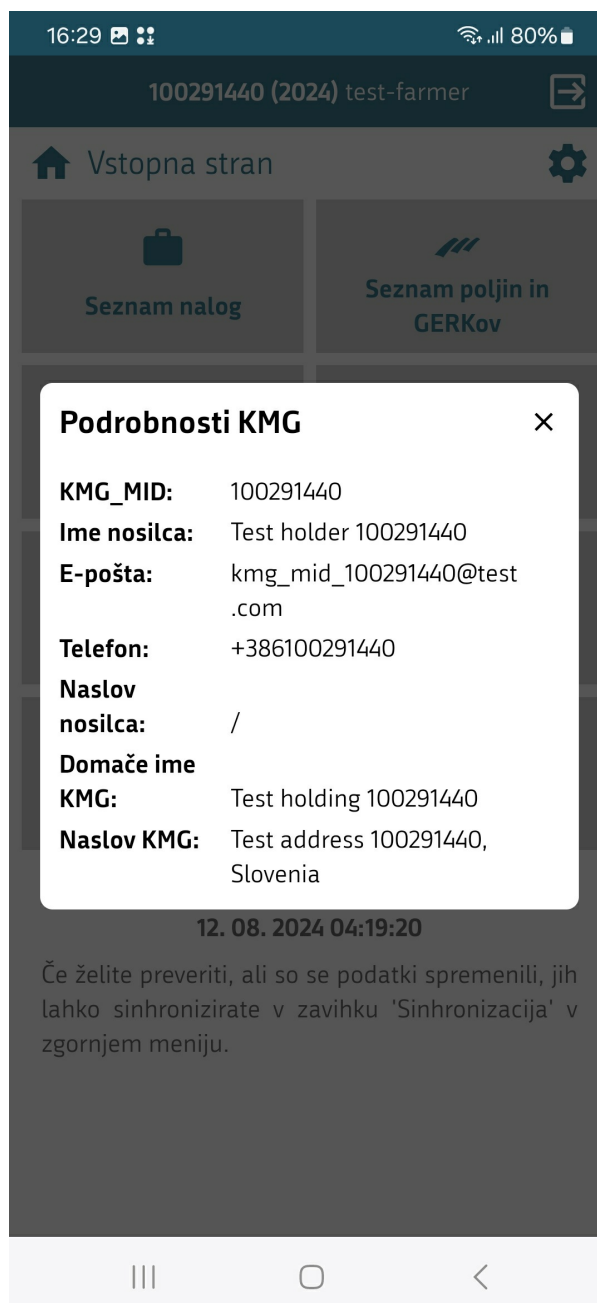 16:29 80%
100291440 (2024) test-farmer
Vstopna stran
Seznam nalog
Seznam poljin in
GERKov
Podrobnosti KMG
KMG_MID: 100291440
Ime nosilca: Test holder 100291440
E-pošta: kmg_mid_100291440@test
.com
Telefon: +386100291440
Naslov
nosilca: /
Domače ime
KMG: Test holding 100291440
Naslov KMG: Test address 100291440,
Slovenia
12. 08. 2024 04:19:20
Če želite preveriti, ali so se podatki spremenili, jih
lahko sinhronizirate v zavihku 'Sinhronizacija' v
zgornjem meniju.